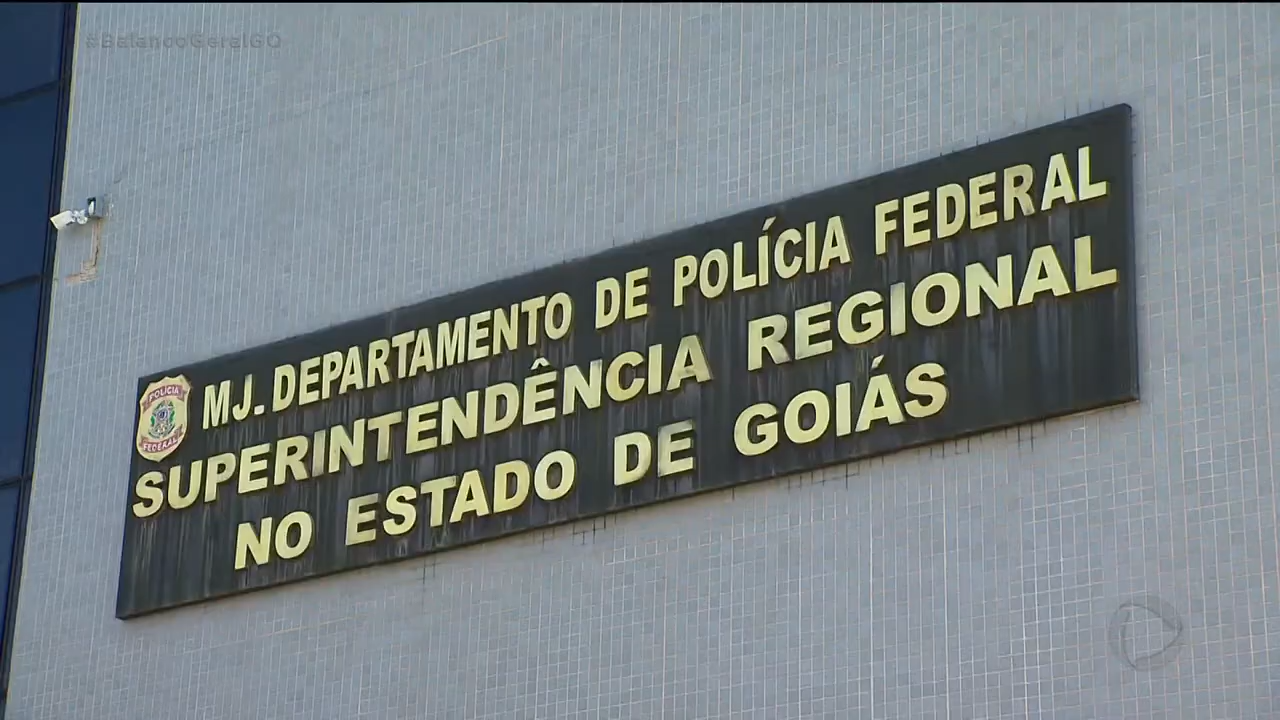 #BalancoGeralGO
MJ. DEPARTAMENTO DE POLÍCIA FEDERAL
SUPERINTENDÊNCIA REGIONAL
NO ESTADO DE GOIÁS
POLÍCIA
FEDERAL